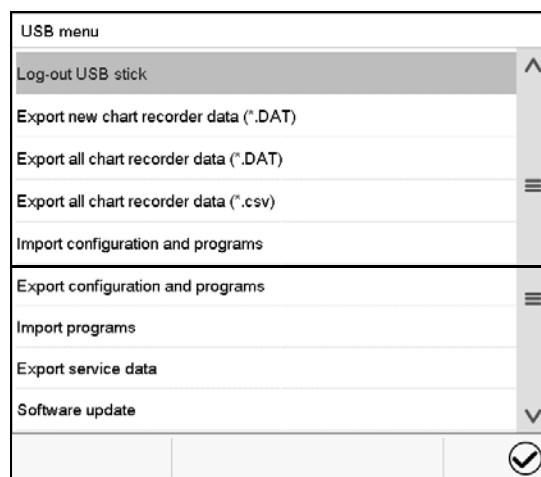 USB menu
Log-out USB stick
Export new chart recorder data (*.DAT)
Export all chart recorder data (*.DAT)
Export all chart recorder data (*.csv)
Import configuration and programs
Export configuration and programs
Import programs
Export service data
Software update